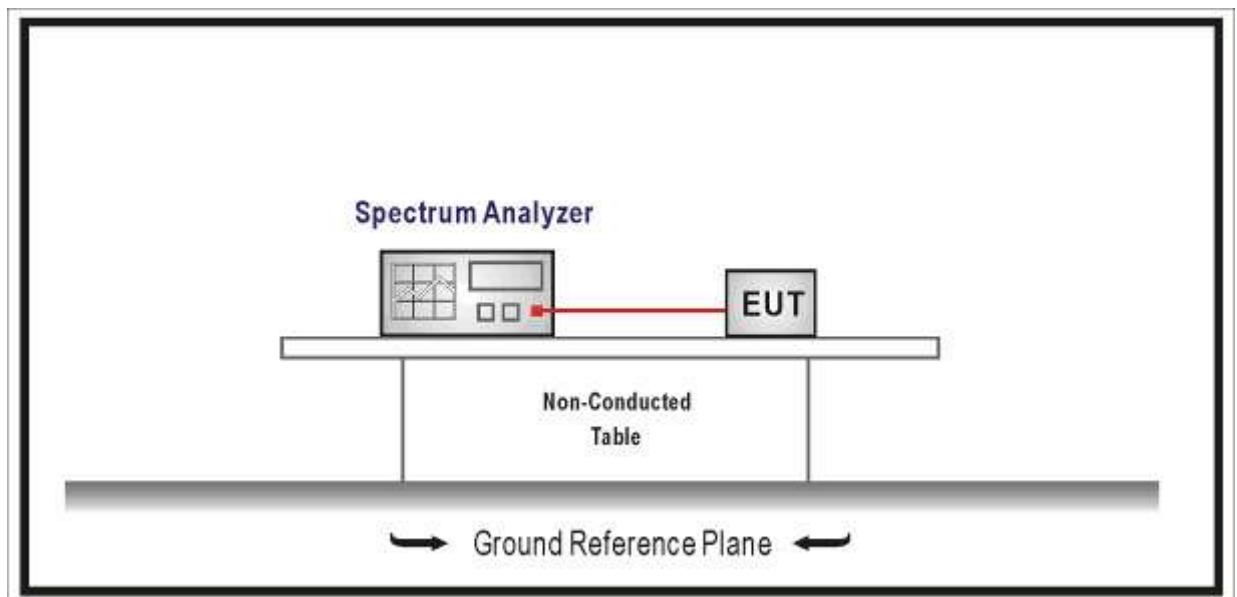 Spectrum Analyzer
EUT
Non-Conducted
Table
Ground Reference Plane